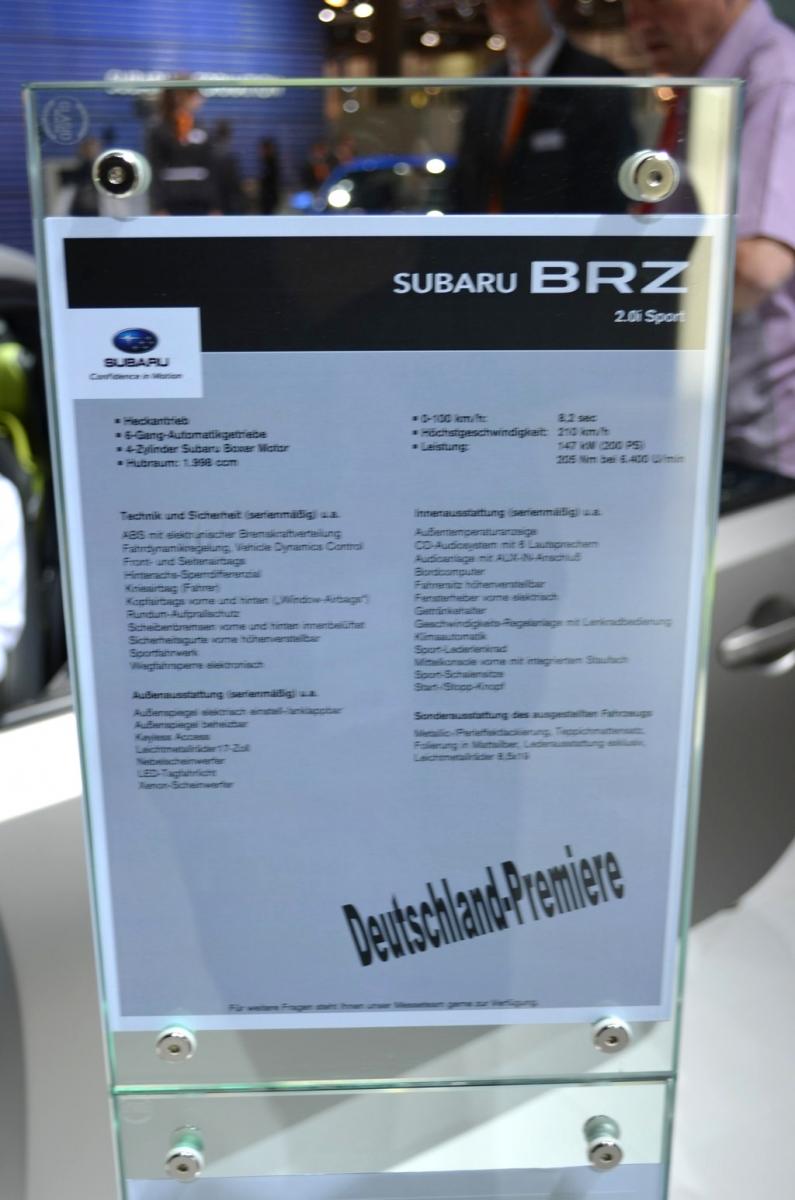 SUBARU BRZ
2.0i Sport
SUBARU
Confidence in Motion
• Heckantrieb
• 6-Gang-Automatikgetriebe
• 4-Zylinder Subaru Boxer Motor
• Hubraum: 1.998 ccm
• 0-100 km/h: 8,2 sec
• Höchstgeschwindigkeit: 210 km/h
• Leistung: 147 kW (200 PS)
205 Nm bei 6.400 U/min
Technik und Sicherheit (serienmäßig) u.a.
ABS mit elektronischer Bremskraftverteilung
Fahrdynamikregelung, Vehicle Dynamics Control
Front- und Seitenairbags
Hinterachs-Sperrdifferenzial
Knieairbag (Fahrer)
Kopfairbags vorne und hinten („Window-Airbags")
Rundum-Aufprallschutz
Scheibenbremsen vorne und hinten innenbelüftet
Sicherheitsgurte vorne höhenverstellbar
Sportfahrwerk
Wegfahrsperre elektronisch
Außenausstattung (serienmäßig) u.a.
Außenspiegel elektrisch einstell-/anklappbar
Außenspiegel beheizbar
Keyless Access
Leichtmetallräder17-Zoll
Nebelscheinwerfer
LED-Tagfahrlicht
Xenon-Scheinwerfer
Innenausstattung (serienmäßig) u.a.
Außentemperaturanzeige
CD-Audiosystem mit 6 Lautsprechern
Audioanlage mit AUX-IN-Anschluß
Bordcomputer
Fahrersitz höhenverstellbar
Fensterheber vorne elektrisch
Getränkehalter
Geschwindigkeits-Regelanlage mit Lenkradbedienung
Klimaautomatik
Sport-Lederlenkrad
Mittelkonsole vorne mit integriertem Staufach
Sport-Schalensitze
Start-/Stopp-Knopf
Sonderausstattung des ausgestellten Fahrzeugs
Metallic-/Perleffektlackierung, Teppichmattensatz,
Folierung in Mattsilber, Lederausstattung exklusiv,
Leichtmetallräder 8,5x19
Deutschland-Premiere
Für weitere Fragen steht Ihnen unser Messeteam gerne zur Verfügung.